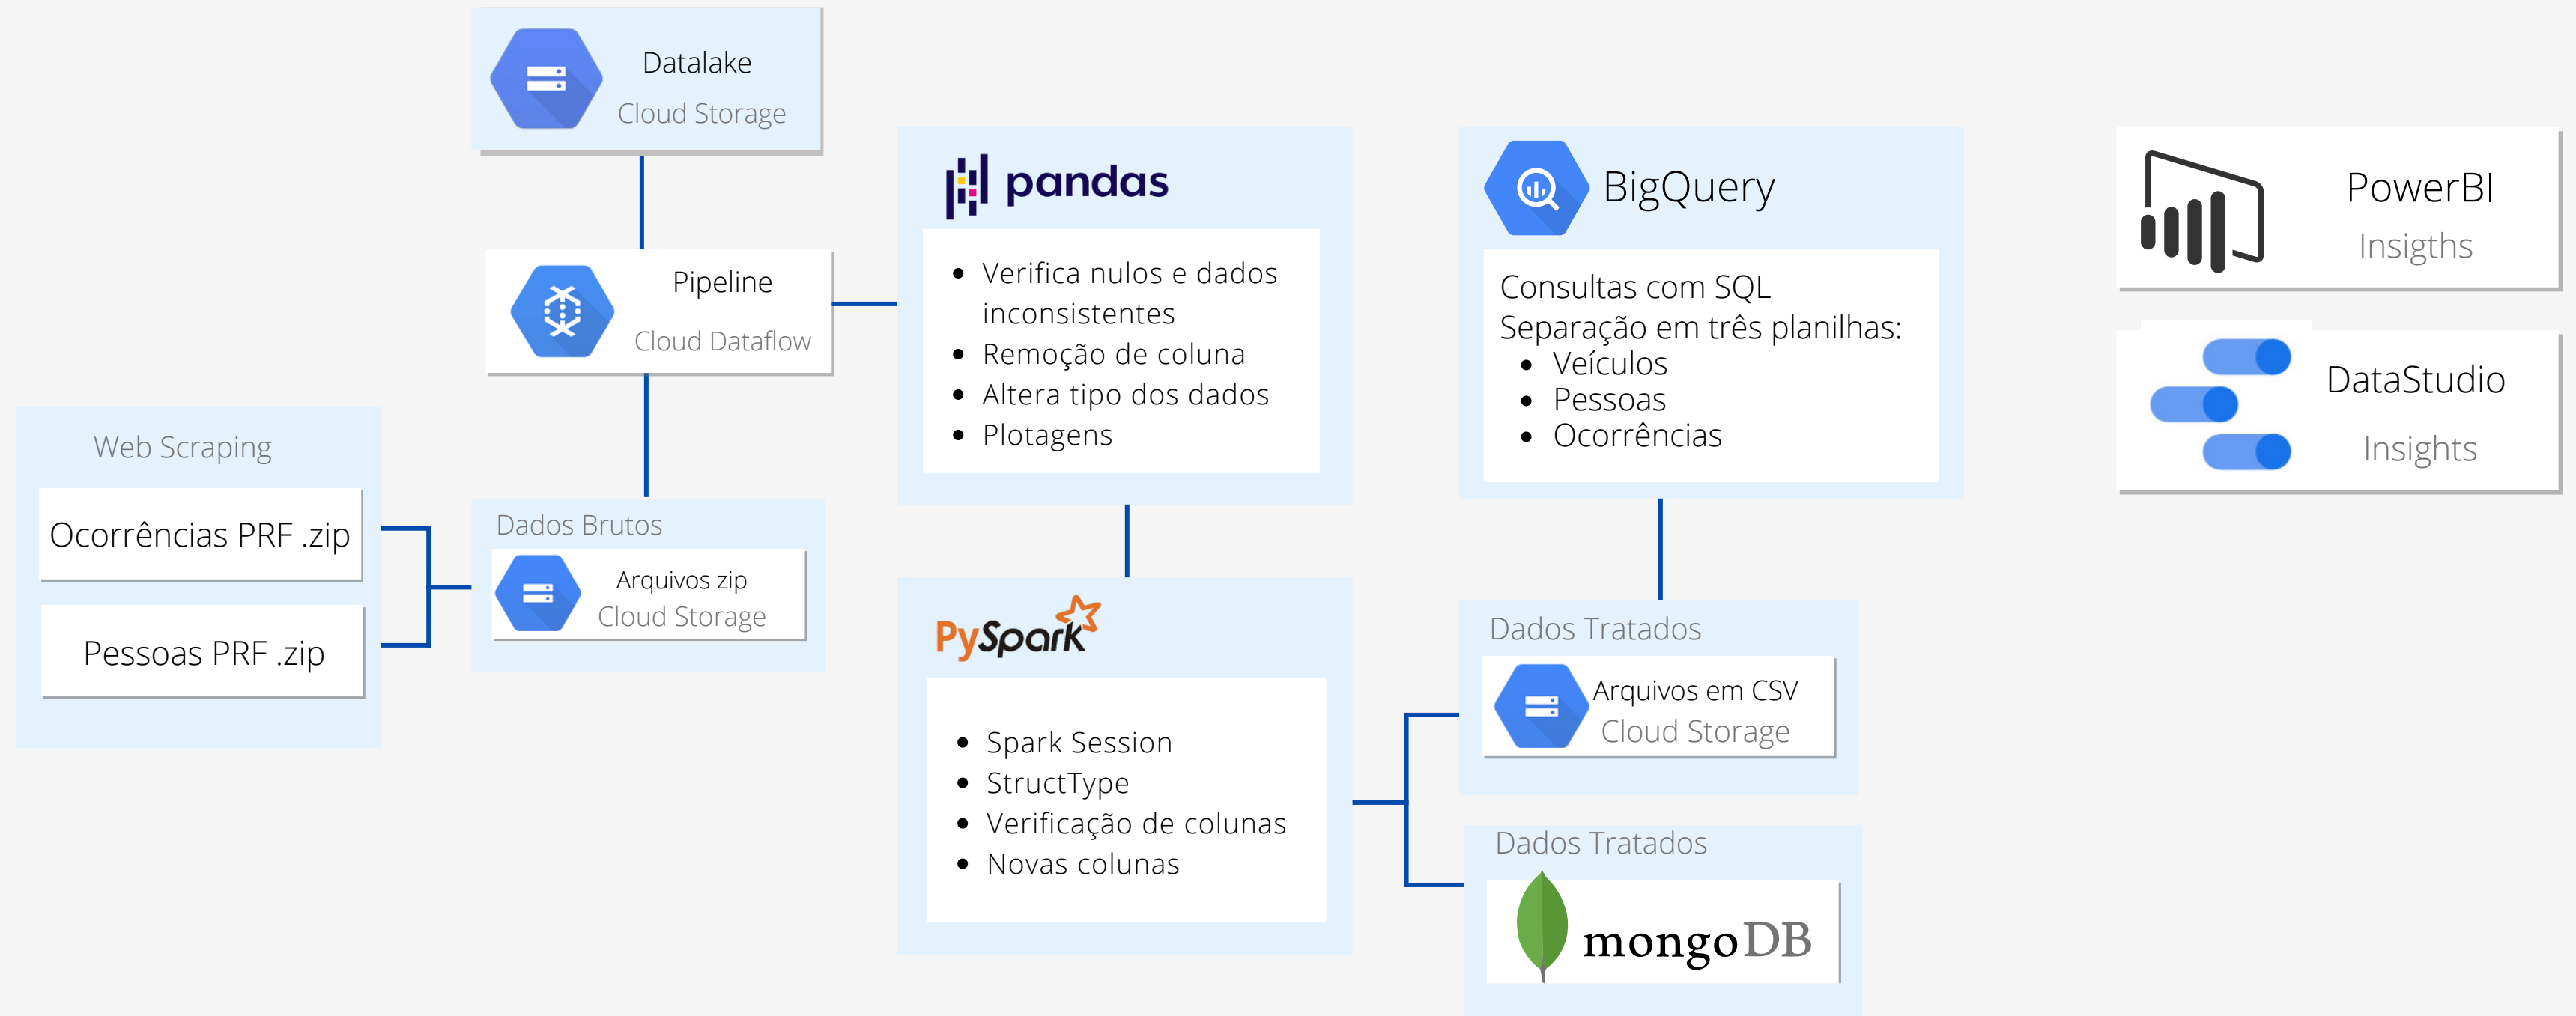 Datalake
Cloud Storage
Pipeline
Cloud Dataflow
Web Scraping
Ocorrências PRF .zip
Pessoas PRF .zip
Dados Brutos
Arquivos zip
Cloud Storage
pandas
• Verifica nulos e dados
inconsistentes
• Remoção de coluna
• Altera tipo dos dados
• Plotagens
PySpark
• Spark Session
• StructType
• Verificação de colunas
• Novas colunas
BigQuery
Consultas com SQL
Separação em três planilhas:
• Veículos
• Pessoas
• Ocorrências
Dados Tratados
Arquivos em CSV
Cloud Storage
Dados Tratados
mongoDB
PowerBI
Insigths
DataStudio
Insights